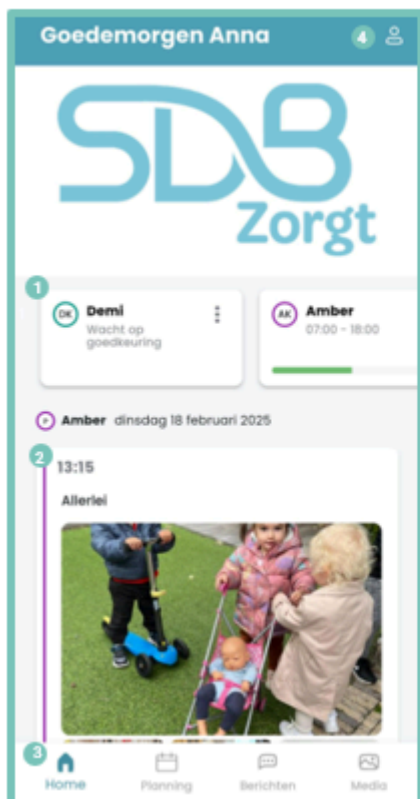 Goedemorgen Anna
4
SDB
Zorgt
1
DK
Demi
Wacht op
goedkeuring
AK
Amber
07:00 - 18:00
P
Amber dinsdag 18 februari 2025
2
13:15
Allerlei
3
Home
Planning
Berichten
Media